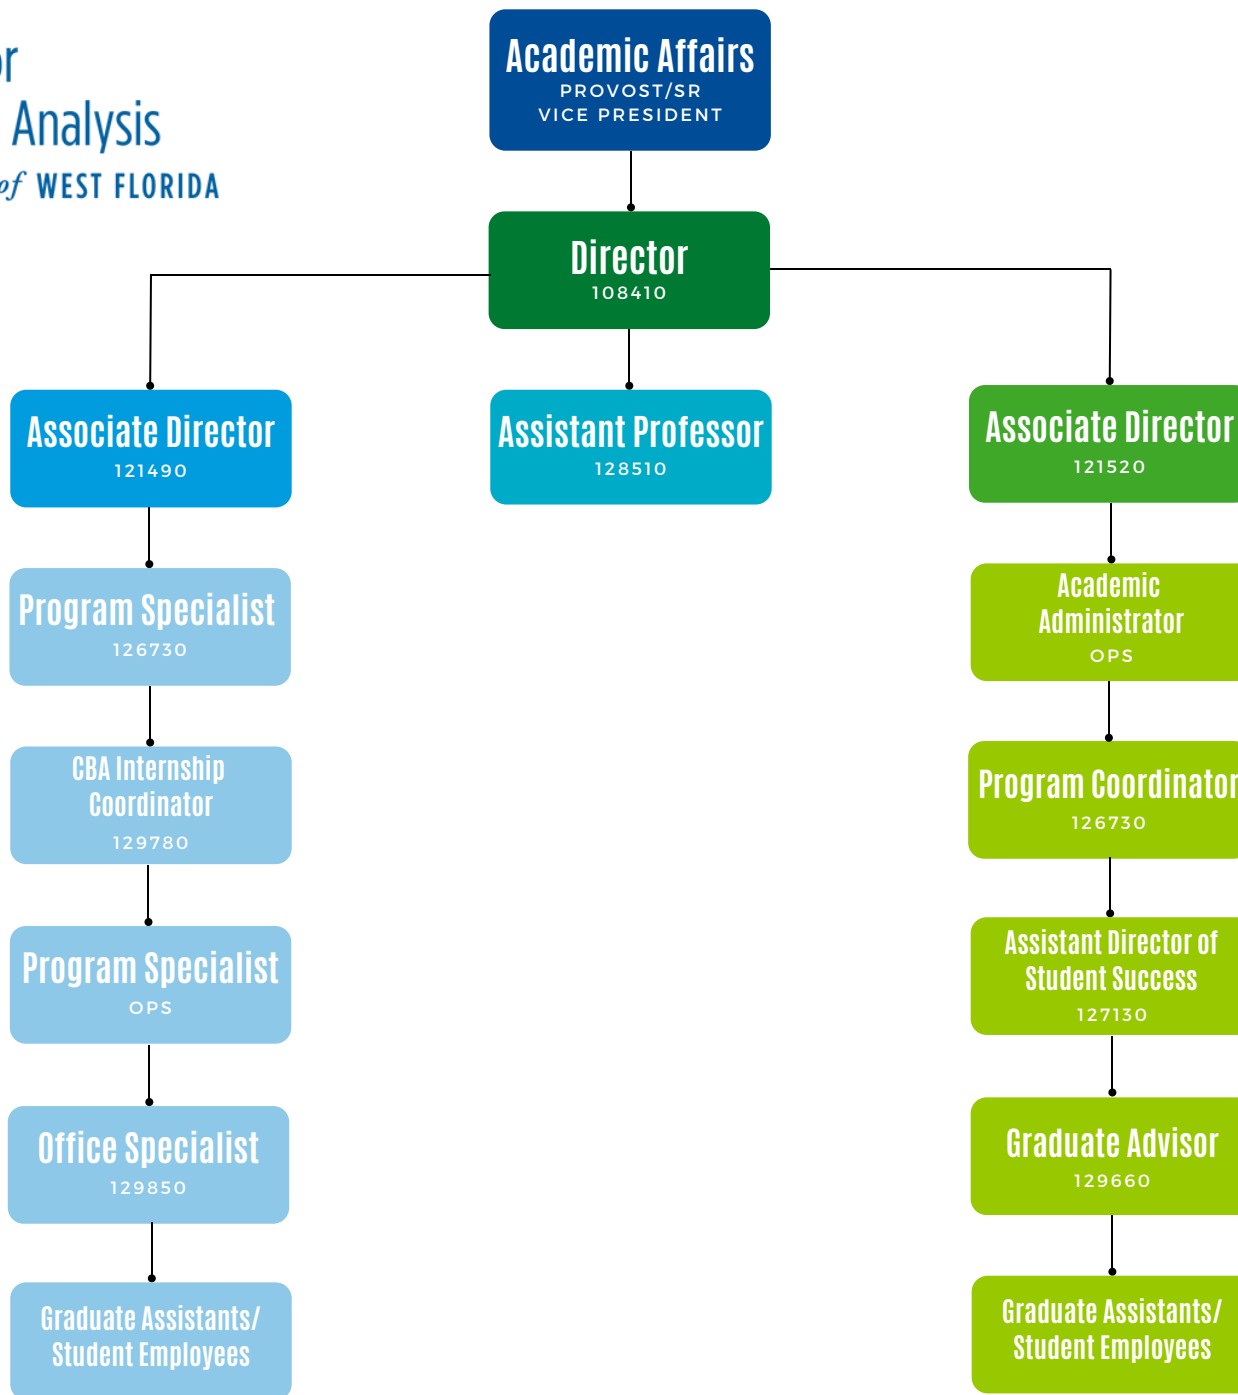 or
Analysis
of WEST FLORIDA
Academic Affairs
PROVOST/SR
VICE PRESIDENT
Director
108410
Associate Director
121490
Assistant Professor
128510
Associate Director
121520
Program Specialist
126730
CBA Internship
Coordinator
129780
Program Specialist
OPS
Office Specialist
129850
Graduate Assistants/
Student Employees
Academic
Administrator
OPS
Program Coordinator
126730
Assistant Director of
Student Success
127130
Graduate Advisor
129660
Graduate Assistants/
Student Employees